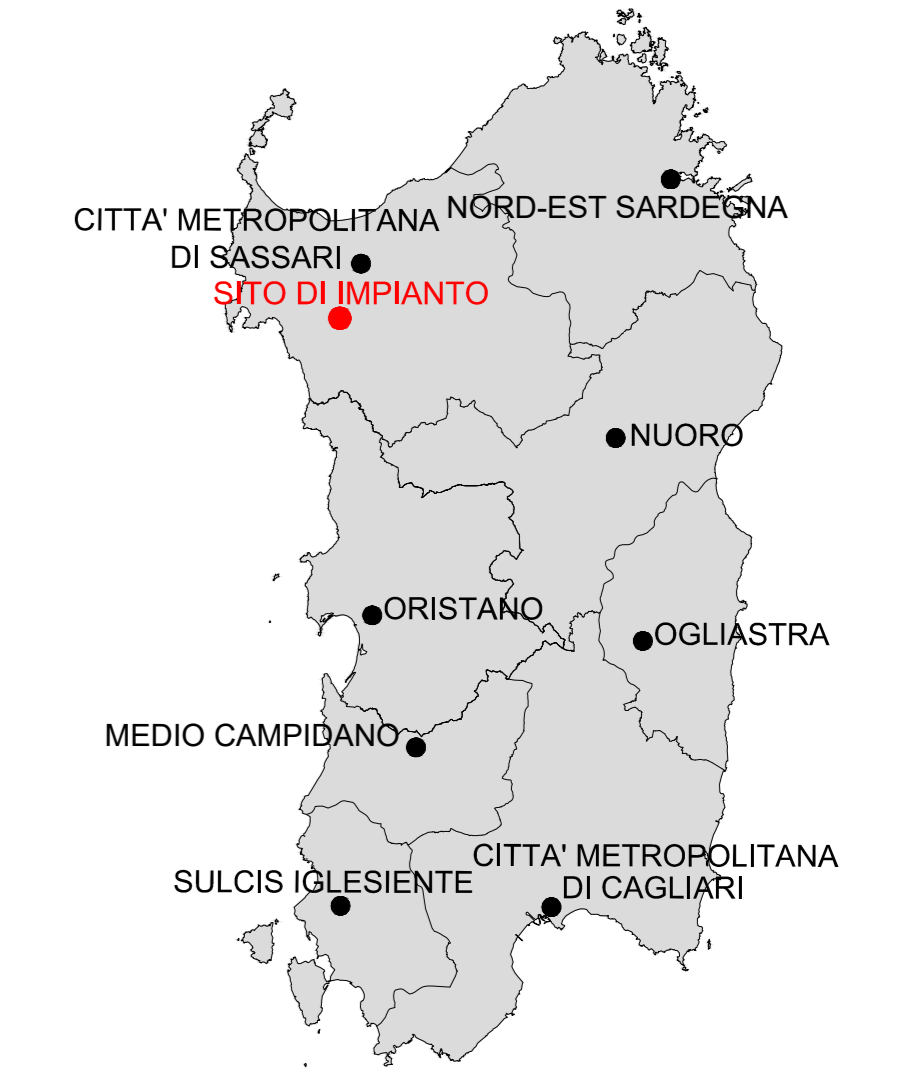 NORD-EST SARDEGNA
CITTA' METROPOLITANA
DI SASSARI
SITO DI IMPIANTO
NUORO
ORISTANO
OGLIASTRA
MEDIO CAMPIDANO
CITTA' METROPOLITANA
DI CAGLIARI
SULCIS IGLESIENTE